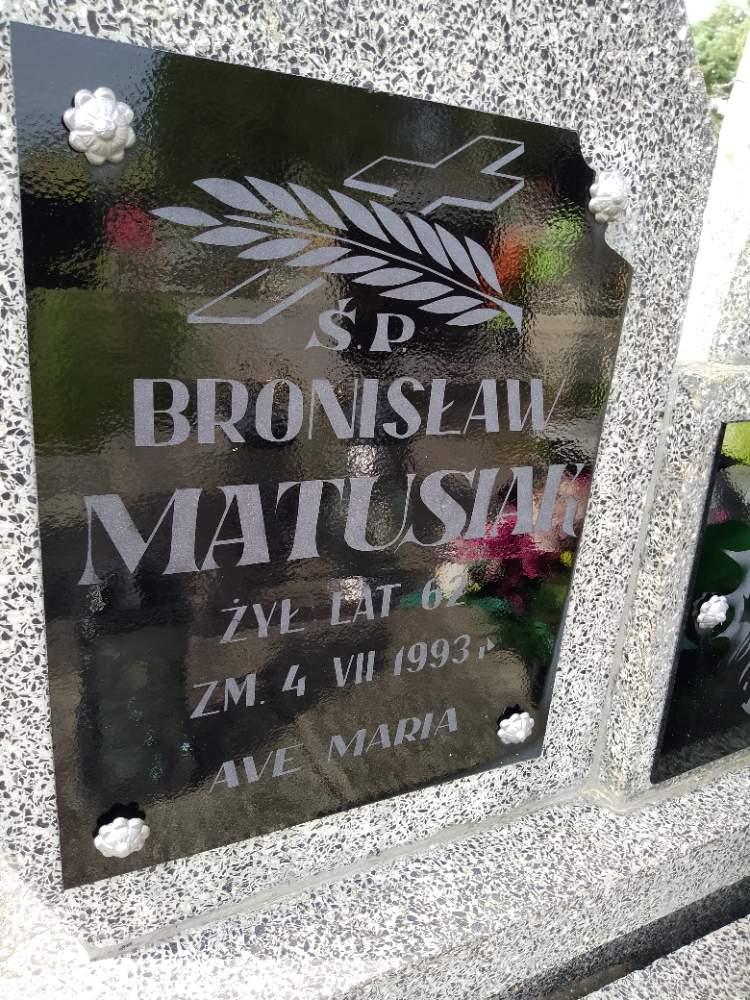 Ś.P.
BRONISŁAW
MATUSIAK
ŻYŁ LAT 62
ZM. 4 VII 1993 r
AVE MARIA